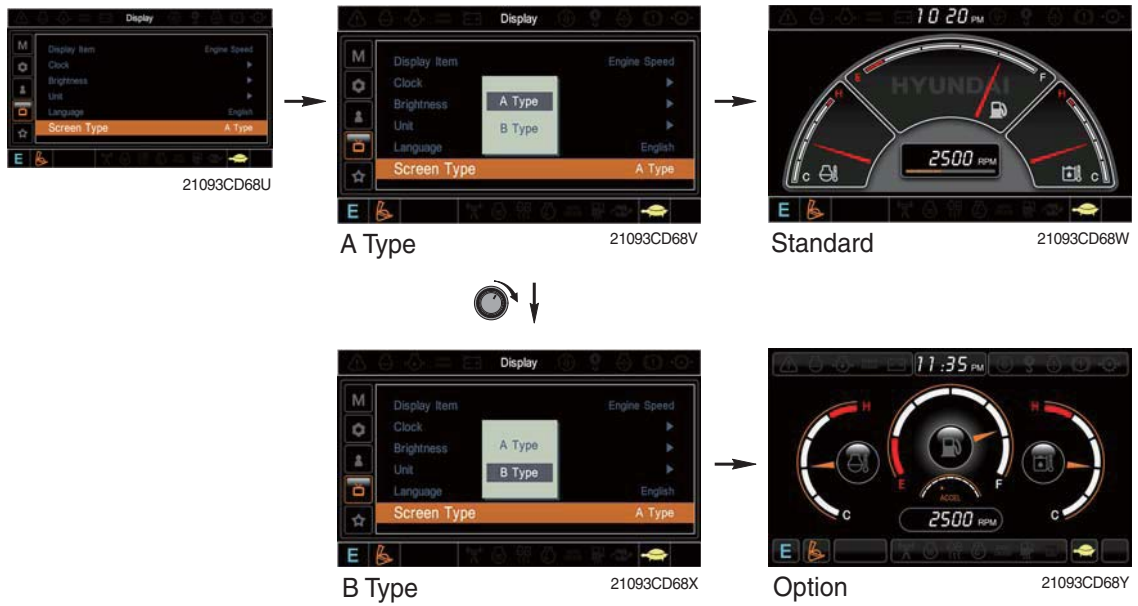 Display
M
Display Item Engine Speed
Clock
Brightness
Unit
Language English
Screen Type A Type
E
21093CD68U
Display
M
Display Item Engine Speed
Clock
Brightness
Unit
Language English
A Type
B Type
Screen Type A Type
E
A Type 21093CD68V
10 20 PM
HYUNDAI
E F
H H
C C
2500 RPM
E
Standard 21093CD68W
Display
M
Display Item Engine Speed
Clock
Brightness
Unit
Language English
A Type
B Type
Screen Type A Type
E
B Type 21093CD68X
11:35 PM
H H
E F
ACCEL
C C
2500 RPM
E
Option 21093CD68Y